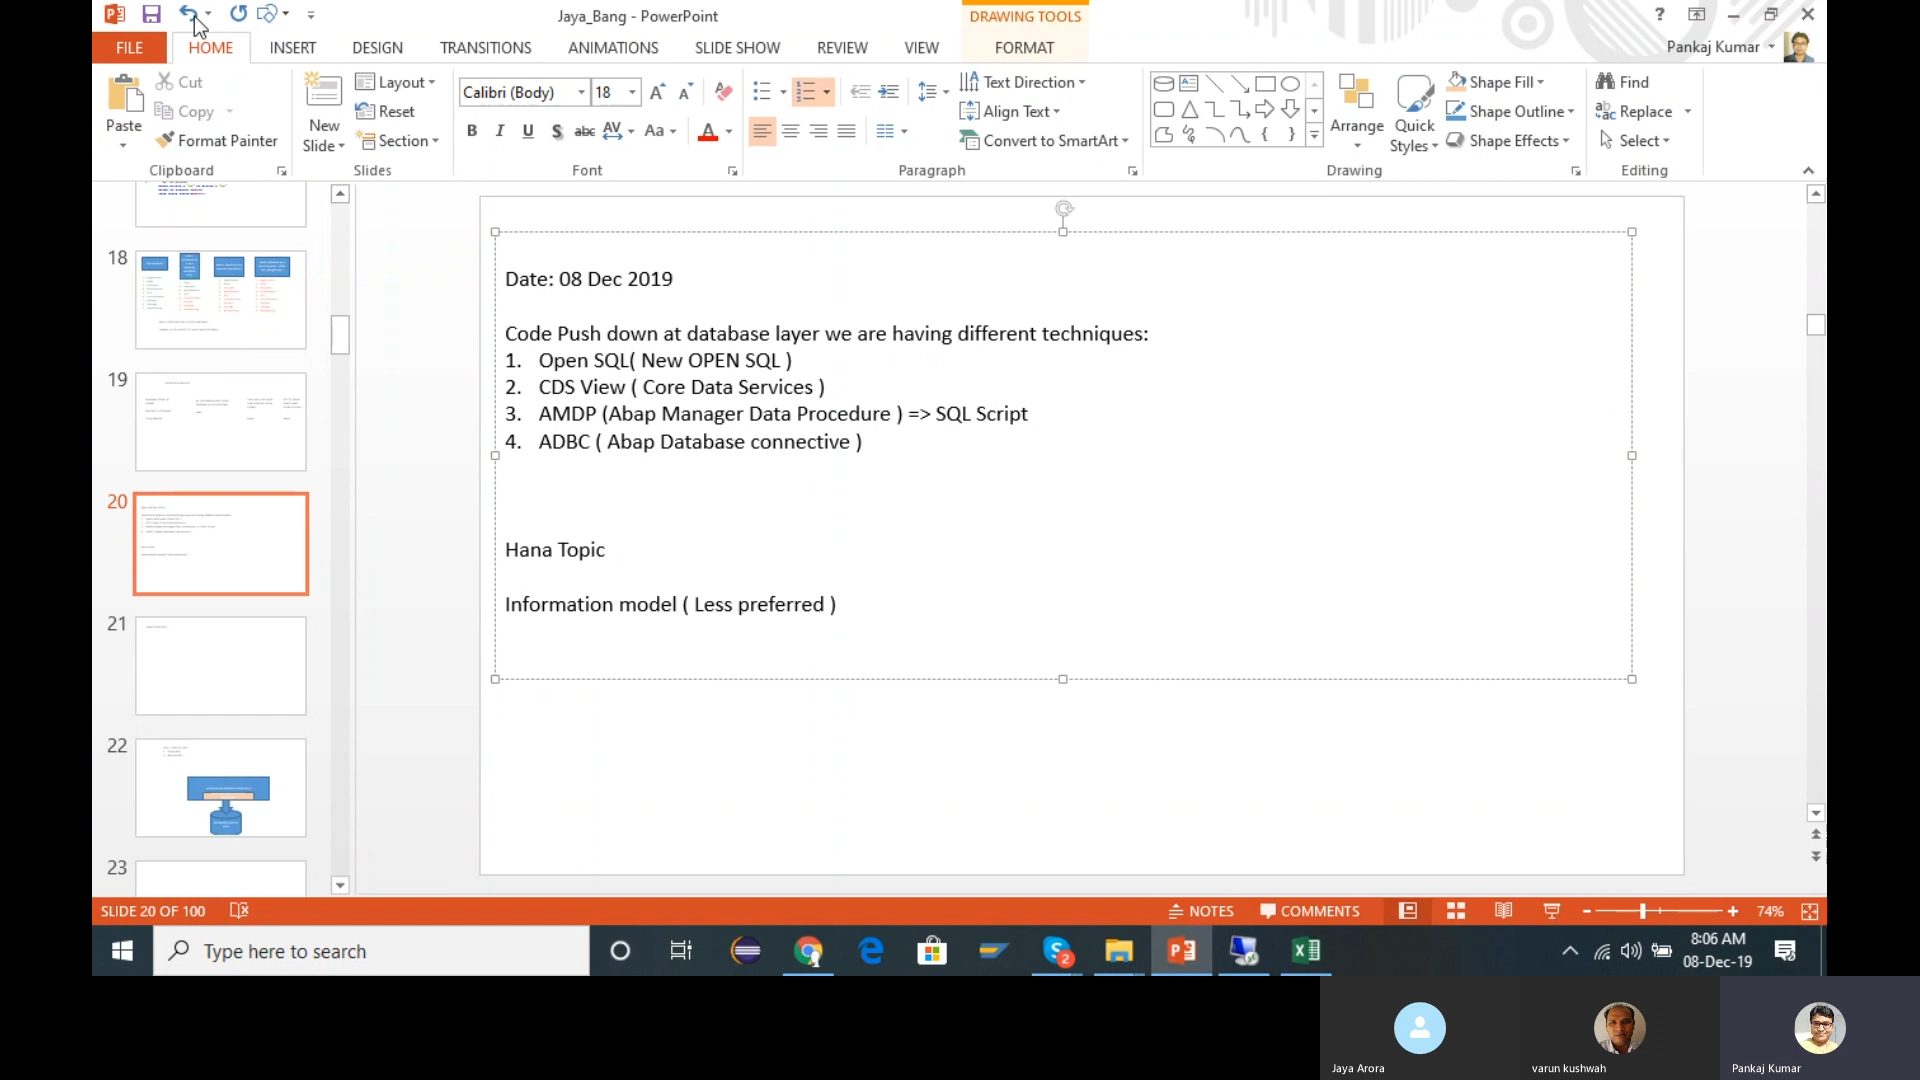 Jaya_Bang - PowerPoint
DRAWING TOOLS
?
FILE
HOME
INSERT
DESIGN
TRANSITIONS
ANIMATIONS
SLIDE SHOW
REVIEW
VIEW
FORMAT
Pankaj Kumar
Paste
Cut
Copy
Format Painter
Clipboard
New
Slide
Layout
Reset
Section
Slides
Calibri (Body)
18
B I U S abc AV Aa A
Font
Text Direction
Align Text
Convert to SmartArt
Paragraph
Arrange
Quick
Styles
Shape Fill
Shape Outline
Shape Effects
Drawing
Find
Replace
Select
Editing
18
19
20
21
22
23
Date: 08 Dec 2019
Code Push down at database layer we are having different techniques:
1. Open SQL( New OPEN SQL )
2. CDS View ( Core Data Services )
3. AMDP (Abap Manager Data Procedure ) => SQL Script
4. ADBC ( Abap Database connective )
Hana Topic
Information model ( Less preferred )
SLIDE 20 OF 100
NOTES
COMMENTS
74%
Type here to search
2
8:06 AM
08-Dec-19
Jaya Arora
varun kushwah
Pankaj Kumar